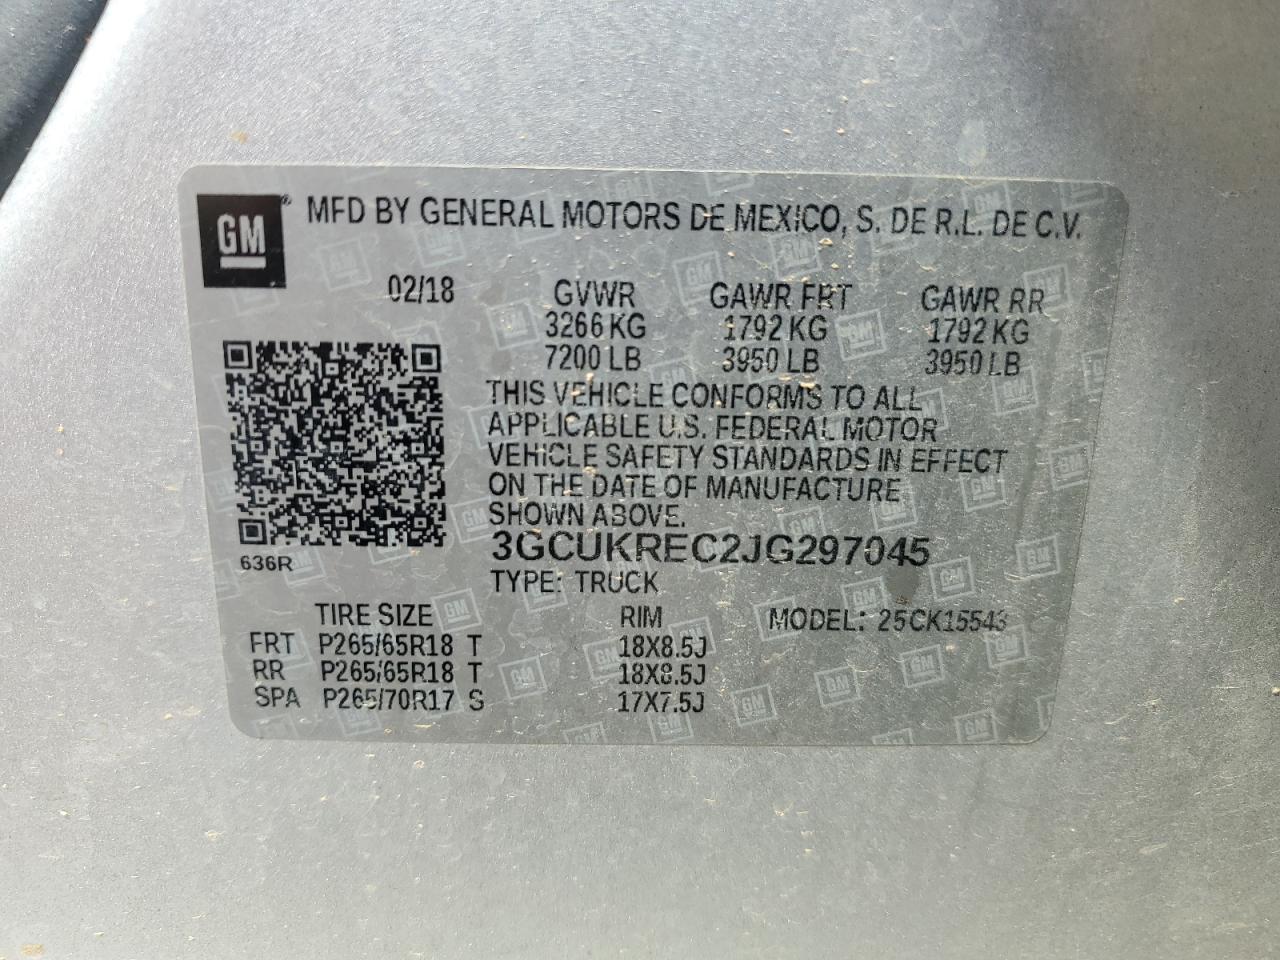 GM® MFD BY GENERAL MOTORS DE MEXICO, S. DE R.L. DE C.V.
02/18 GVWR GAWR FRT GAWR RR
3266 KG 1792 KG 1792 KG
7200 LB 3950 LB 3950 LB
THIS VEHICLE CONFORMS TO ALL
APPLICABLE U.S. FEDERAL MOTOR
VEHICLE SAFETY STANDARDS IN EFFECT
ON THE DATE OF MANUFACTURE
SHOWN ABOVE.
636R
3GCUKREC2JG297045
TYPE: TRUCK
TIRE SIZE RIM MODEL: 25CK15543
FRT P265/65R18 T 18X8.5J
RR P265/65R18 T 18X8.5J
SPA P265/70R17 S 17X7.5J